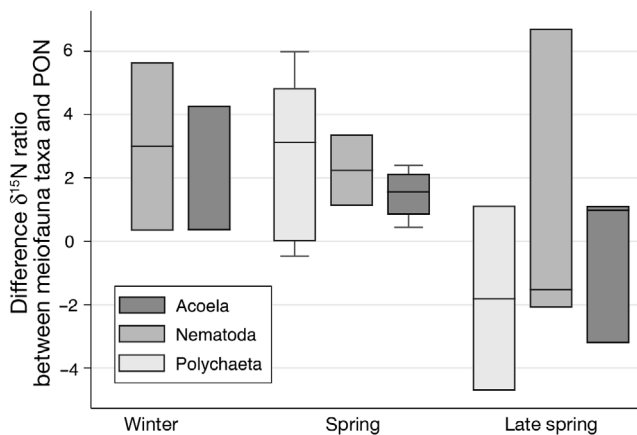 Difference δ¹⁵N ratio
between meiofauna taxa and PON
6
4
2
0
–2
–4
Acoela
Nematoda
Polychaeta
Winter
Spring
Late spring